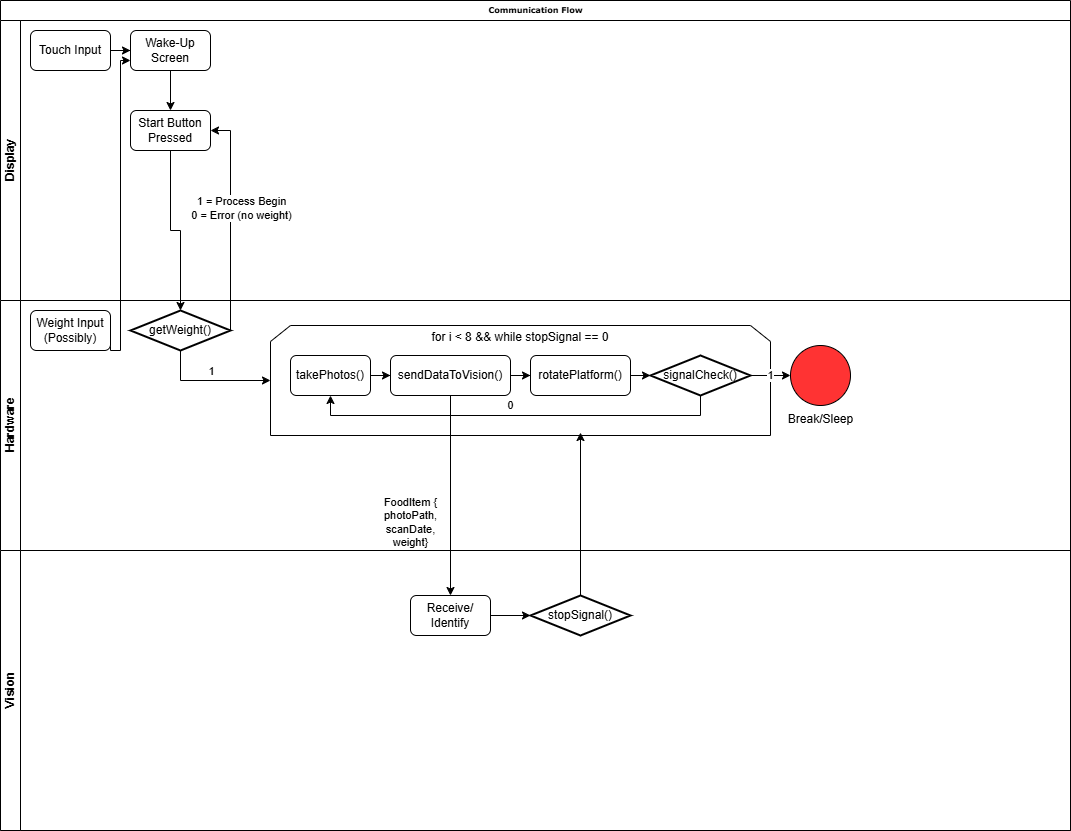 Communication Flow
Display
Touch Input
Wake-Up
Screen
Start Button
Pressed
1 = Process Begin
0 = Error (no weight)
Hardware
Weight Input
(Possibly)
getWeight()
1
for i < 8 && while stopSignal == 0
takePhotos()
sendDataToVision()
rotatePlatform()
signalCheck()
1
0
Break/Sleep
FoodItem {
photoPath,
scanDate,
weight}
Vision
Receive/
Identify
stopSignal()